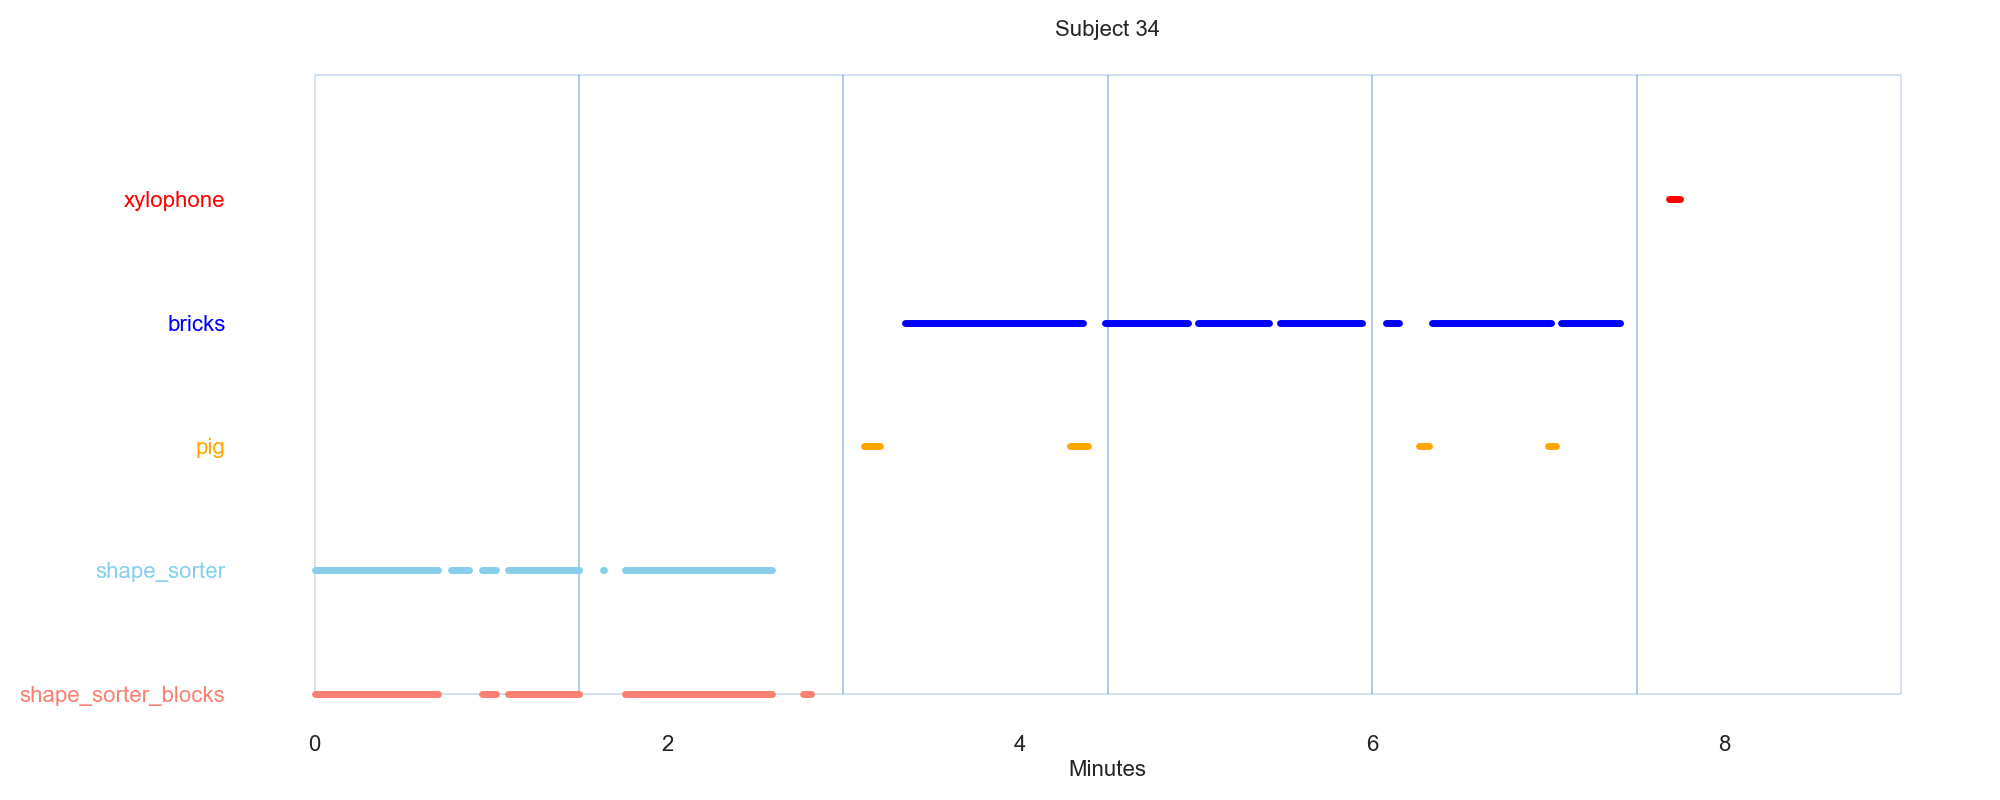 Subject 34
xylophone
bricks
pig
shape_sorter
shape_sorter_blocks
0 2 4 6 8
Minutes